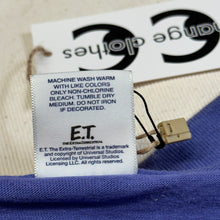 change clothes
MACHINE WASH WARM
WITH LIKE COLORS
ONLY NON-CHLORINE
BLEACH. TUMBLE DRY
MEDIUM. DO NOT IRON
IF DECORATED.
E.T.
THE EXTRA-TERRESTRIAL
E.T. The Extra-Terrestrial is a trademark
and copyright of Universal Studios.
Licensed by Universal Studios
Licensing LLC. All rights reserved.